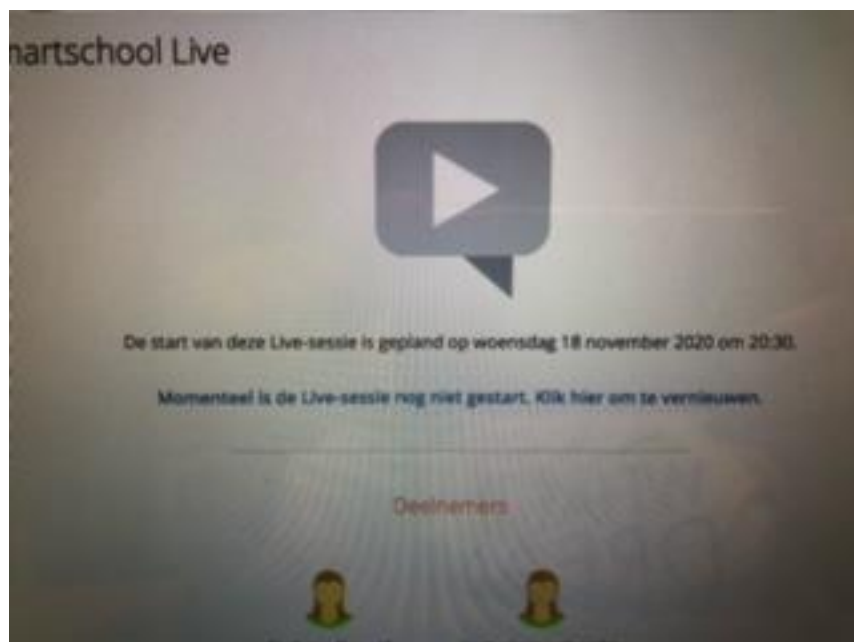 nartschool Live
De start van deze Live-sessie is gepland op woensdag 18 november 2020 om 20:30.
Momenteel is de Live-sessie nog niet gestart. Klik hier om te vernieuwen.
Deelnemers